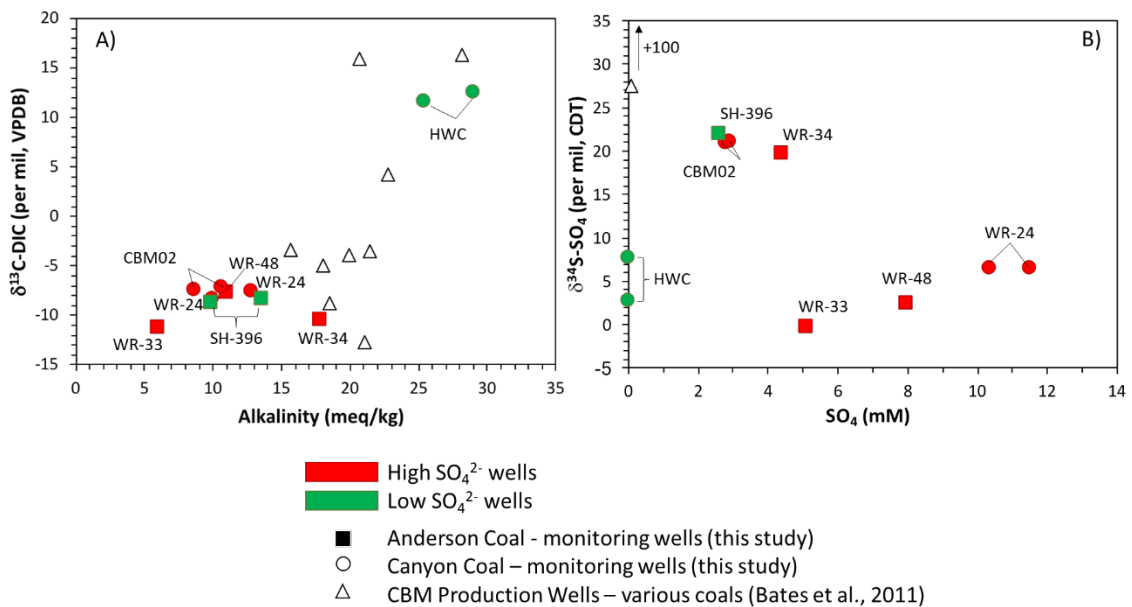 A)
δ¹³C-DIC (per mil, VPDB)
20
15
10
5
0
-5
-10
-15
HWC
CBM02
WR-48
WR-24
WR-24
WR-33
SH-396
WR-34
0 5 10 15 20 25 30 35
Alkalinity (meq/kg)
B)
δ³⁴S-SO₄ (per mil, CDT)
35
30
25
20
15
10
5
0
-5
+100
SH-396
WR-34
CBM02
WR-24
HWC
WR-48
WR-33
0 2 4 6 8 10 12 14
SO₄ (mM)
High SO₄²⁻ wells
Low SO₄²⁻ wells
Anderson Coal - monitoring wells (this study)
Canyon Coal – monitoring wells (this study)
CBM Production Wells – various coals (Bates et al., 2011)